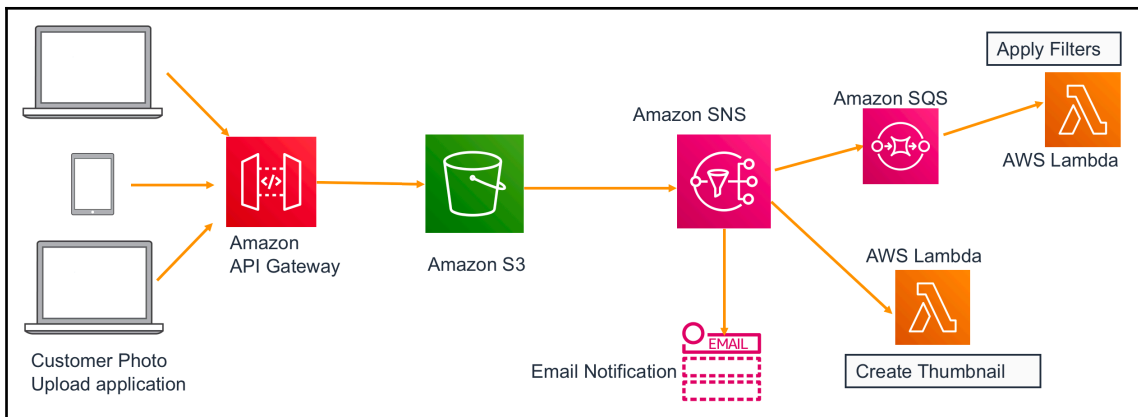 Apply Filters
Amazon SQS
Amazon SNS
AWS Lambda
</>
Amazon
API Gateway
Amazon S3
AWS Lambda
EMAIL
Email Notification
Create Thumbnail
Customer Photo
Upload application